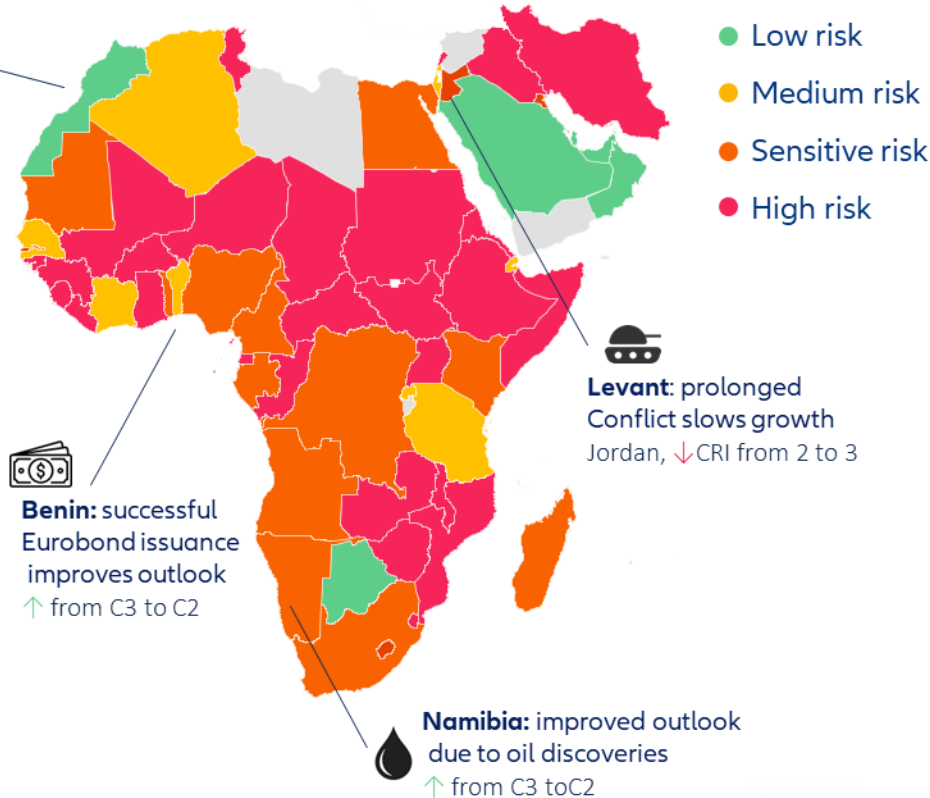 Low risk
Medium risk
Sensitive risk
High risk
Levant: prolonged
Conflict slows growth
Jordan, ↓CRI from 2 to 3
Benin: successful
Eurobond issuance
improves outlook
↑ from C3 to C2
Namibia: improved outlook
due to oil discoveries
↑ from C3 toC2